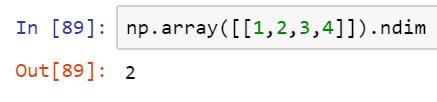 In [89]: np.array([[1,2,3,4]]).ndim
Out[89]: 2